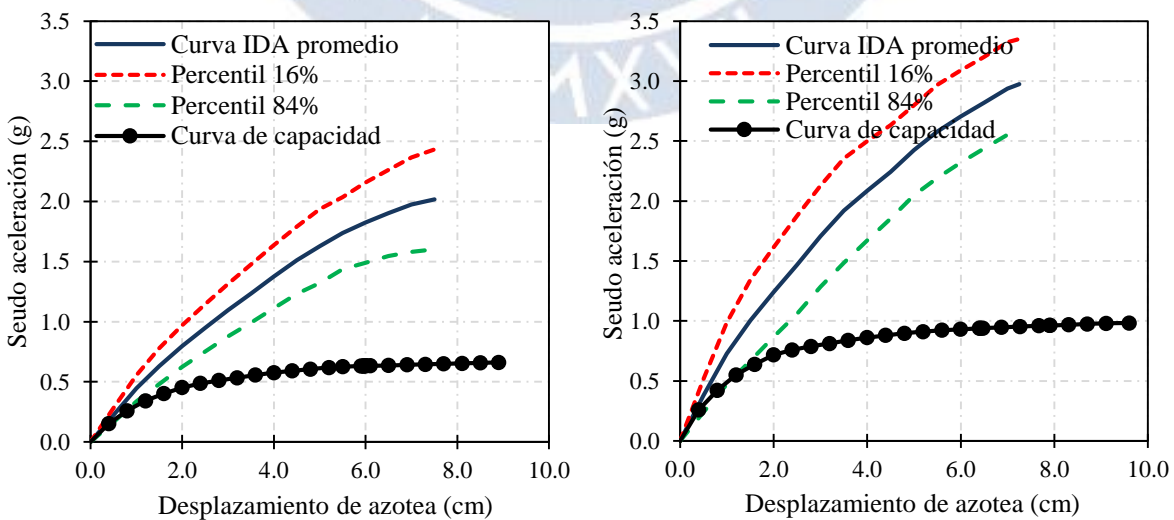 3.5
3.0
2.5
2.0
1.5
1.0
0.5
0.0
Seudo aceleración (g)
Curva IDA promedio
Percentil 16%
Percentil 84%
Curva de capacidad
0.0 2.0 4.0 6.0 8.0 10.0
Desplazamiento de azotea (cm)
3.5
3.0
2.5
2.0
1.5
1.0
0.5
0.0
Seudo aceleración (g)
Curva IDA promedio
Percentil 16%
Percentil 84%
Curva de capacidad
0.0 2.0 4.0 6.0 8.0 10.0
Desplazamiento de azotea (cm)
MXV